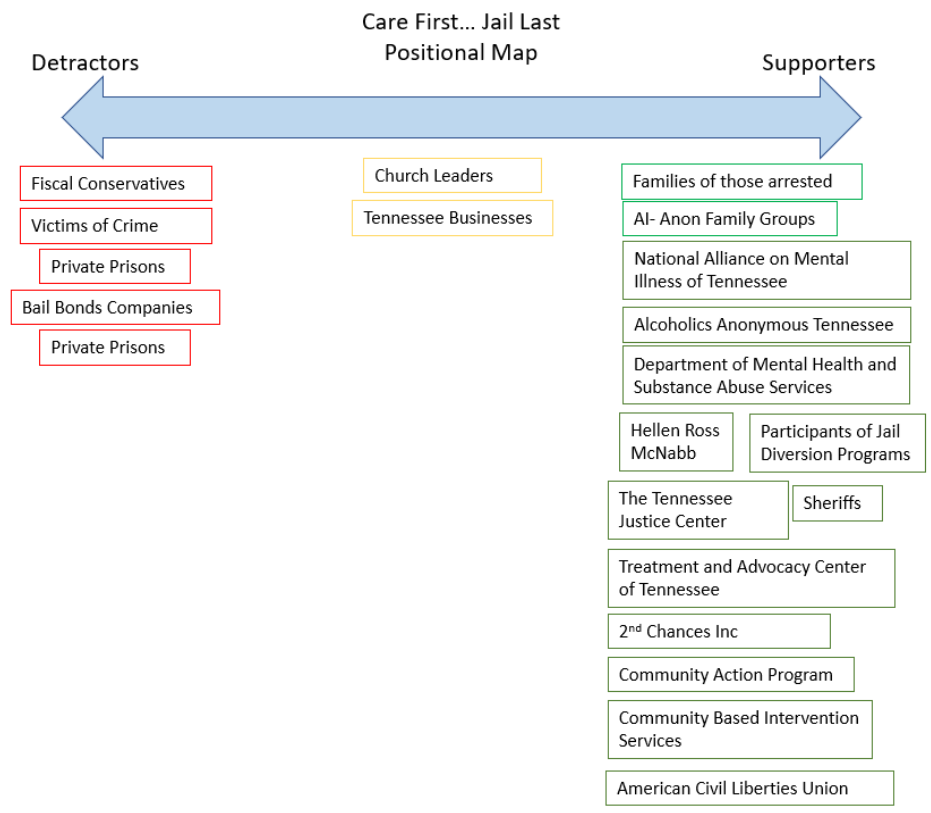 Care First... Jail Last
Positional Map
Detractors
Supporters
Fiscal Conservatives
Victims of Crime
Private Prisons
Bail Bonds Companies
Private Prisons
Church Leaders
Tennessee Businesses
Families of those arrested
AI- Anon Family Groups
National Alliance on Mental
Illness of Tennessee
Alcoholics Anonymous Tennessee
Department of Mental Health and
Substance Abuse Services
Hellen Ross
McNabb
Participants of Jail
Diversion Programs
The Tennessee
Justice Center
Sheriffs
Treatment and Advocacy Center
of Tennessee
2nd Chances Inc
Community Action Program
Community Based Intervention
Services
American Civil Liberties Union